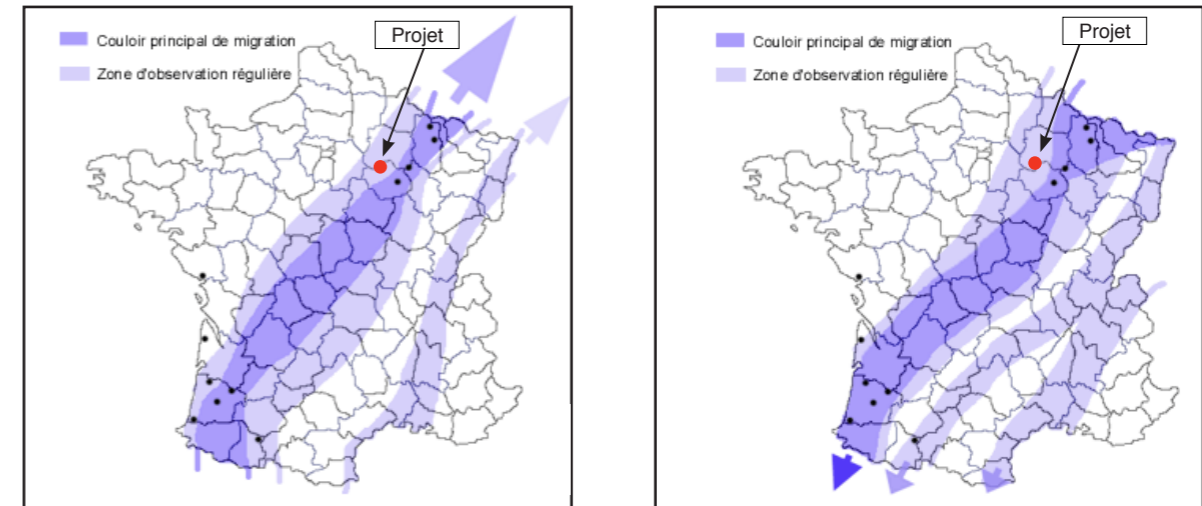 Projet
Couloir principal de migration
Zone d'observation régulière
Projet
Couloir principal de migration
Zone d'observation régulière